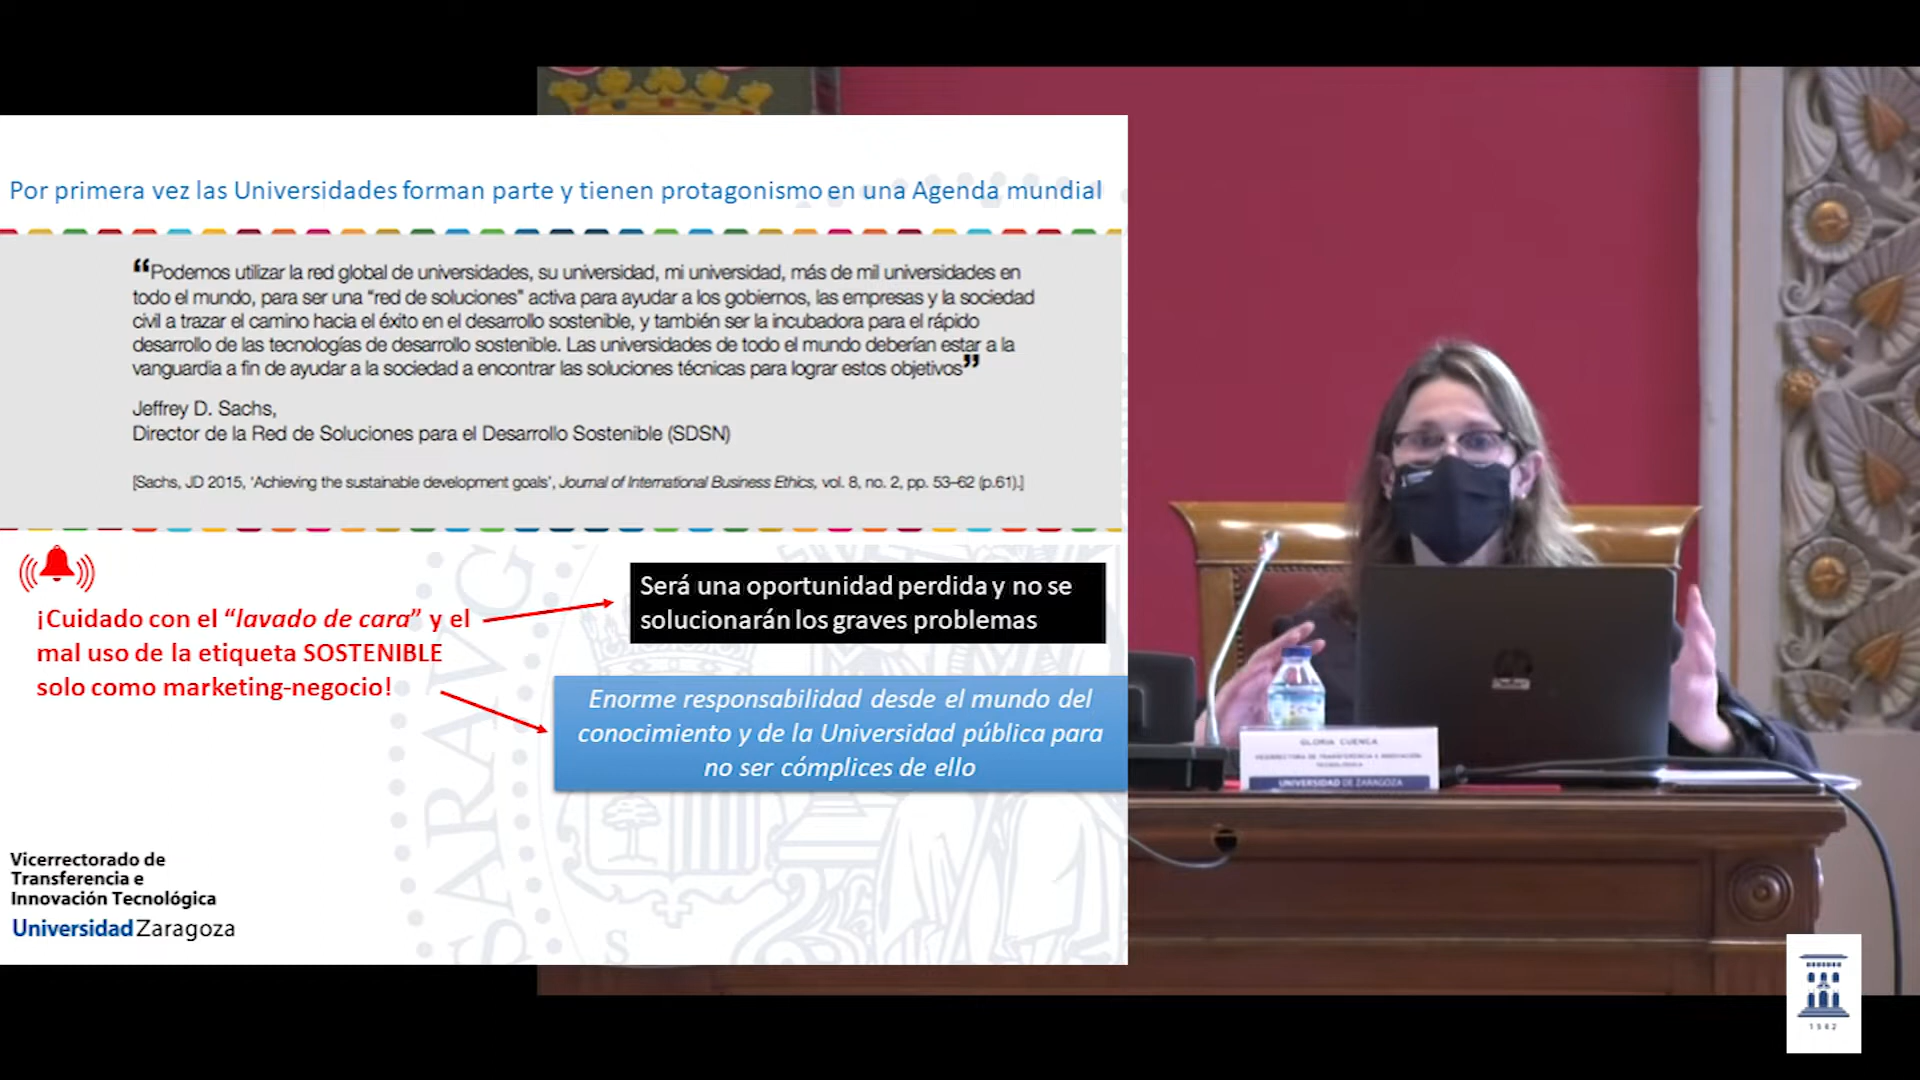 Por primera vez las Universidades forman parte y tienen protagonismo en una Agenda mundial
“Podemos utilizar la red global de universidades, su universidad, mi universidad, más de mil universidades en
todo el mundo, para ser una “red de soluciones” activa para ayudar a los gobiernos, las empresas y la sociedad
civil a trazar el camino hacia el éxito en el desarrollo sostenible, y también ser la incubadora para el rápido
desarrollo de las tecnologías de desarrollo sostenible. Las universidades de todo el mundo deberían estar a la
vanguardia a fin de ayudar a la sociedad a encontrar las soluciones técnicas para lograr estos objetivos”
Jeffrey D. Sachs,
Director de la Red de Soluciones para el Desarrollo Sostenible (SDSN)
[Sachs, JD 2015, ‘Achieving the sustainable development goals’, Journal of International Business Ethics, vol. 8, no. 2, pp. 53–62 (p.61).]
¡Cuidado con el “lavado de cara” y el
mal uso de la etiqueta SOSTENIBLE
solo como marketing-negocio!
Será una oportunidad perdida y no se
solucionarán los graves problemas
Enorme responsabilidad desde el mundo del
conocimiento y de la Universidad pública para
no ser cómplices de ello
SARAVG
S
Vicerrectorado de
Transferencia e
Innovación Tecnológica
Universidad Zaragoza
GLORIA CUENCA
VICERRECTORA DE TRANSFERENCIA E INNOVACIÓN
TECNOLÓGICA
UNIVERSIDAD DE ZARAGOZA
1542